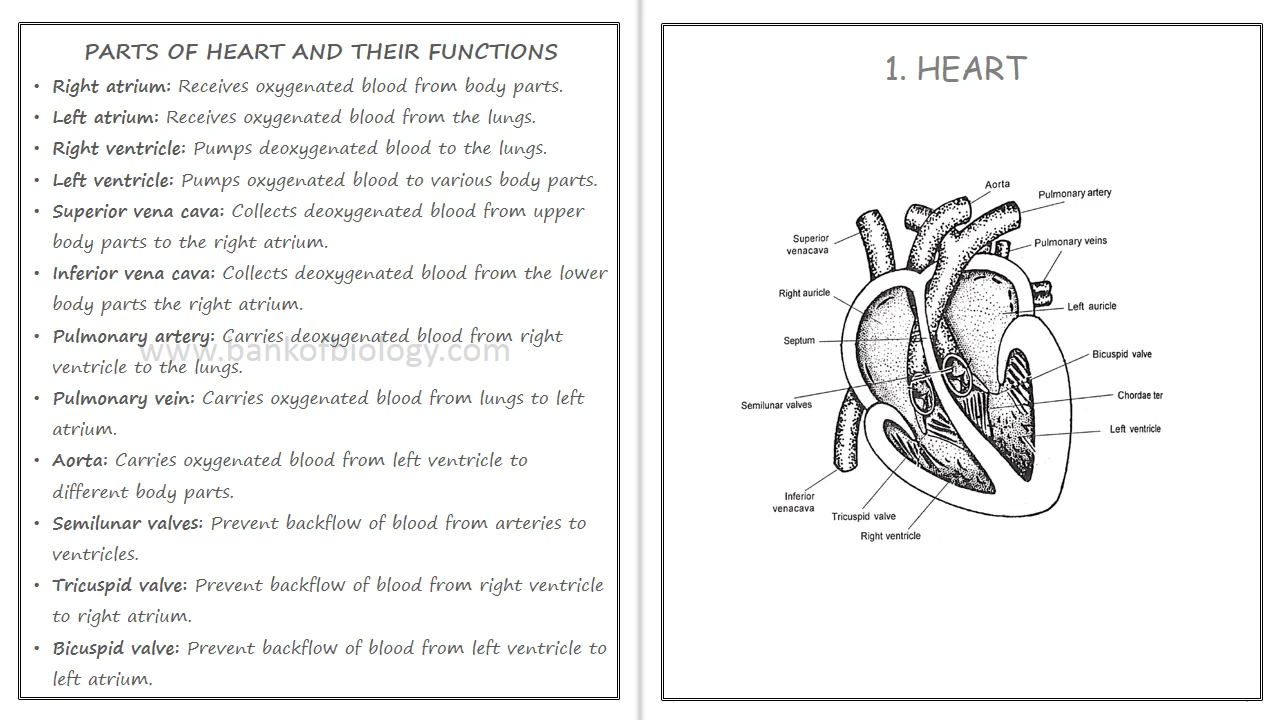 PARTS OF HEART AND THEIR FUNCTIONS
• Right atrium: Receives oxygenated blood from body parts.
• Left atrium: Receives oxygenated blood from the lungs.
• Right ventricle: Pumps deoxygenated blood to the lungs.
• Left ventricle: Pumps oxygenated blood to various body parts.
• Superior vena cava: Collects deoxygenated blood from upper
body parts to the right atrium.
• Inferior vena cava: Collects deoxygenated blood from the lower
body parts the right atrium.
• Pulmonary artery: Carries deoxygenated blood from right
www.bankofbiology.com
ventricle to the lungs.
• Pulmonary vein: Carries oxygenated blood from lungs to left
atrium.
• Aorta: Carries oxygenated blood from left ventricle to
different body parts.
• Semilunar valves: Prevent backflow of blood from arteries to
ventricles.
• Tricuspid valve: Prevent backflow of blood from right ventricle
to right atrium.
• Bicuspid valve: Prevent backflow of blood from left ventricle to
left atrium.
1. HEART
Aorta
Pulmonary artery
Superior
venacava
Pulmonary veins
Right auricle
Left auricle
Septum
Bicuspid valve
Chordae ter
Semilunar valves
Left ventricle
Inferior
venacava
Tricuspid valve
Right ventricle